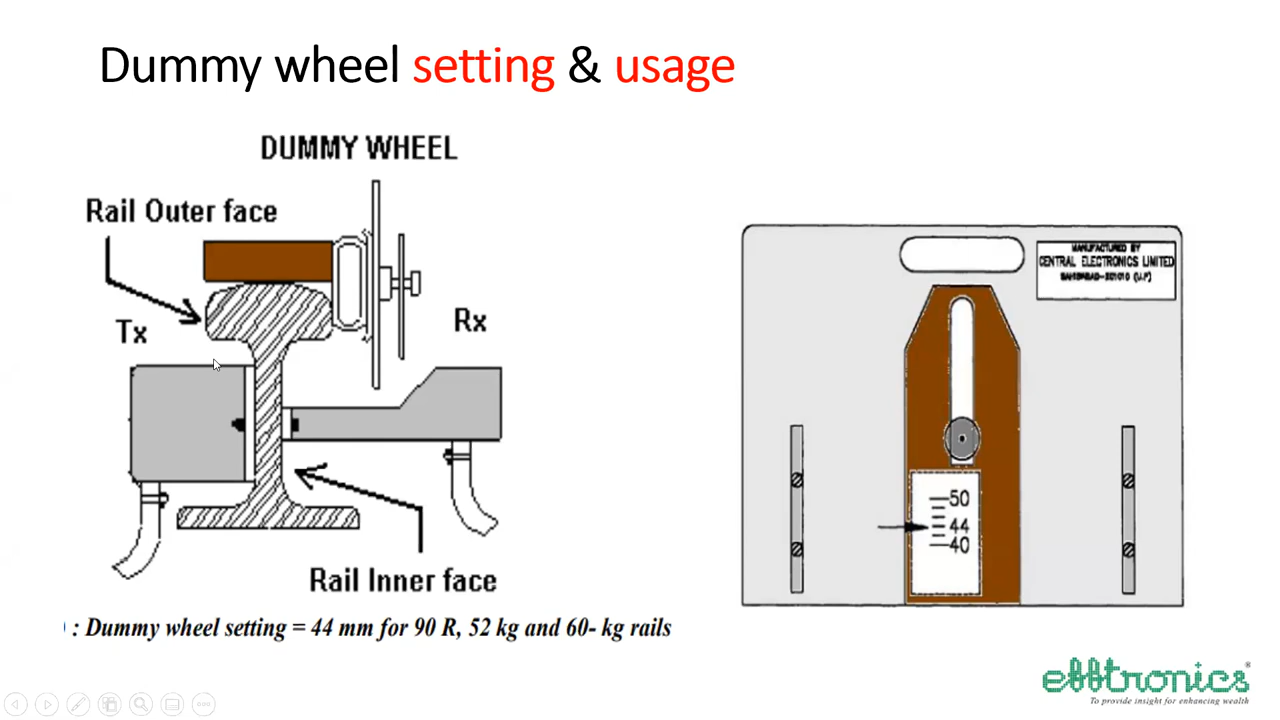 Dummy wheel setting & usage
DUMMY WHEEL
Rail Outer face
Tx
Rx
Rail Inner face
) : Dummy wheel setting = 44 mm for 90 R, 52 kg and 60- kg rails
MANUFACTURED BY
CENTRAL ELECTRONICS LIMITED
50
44
40
efftronics®
To provide insight for enhancing wealth